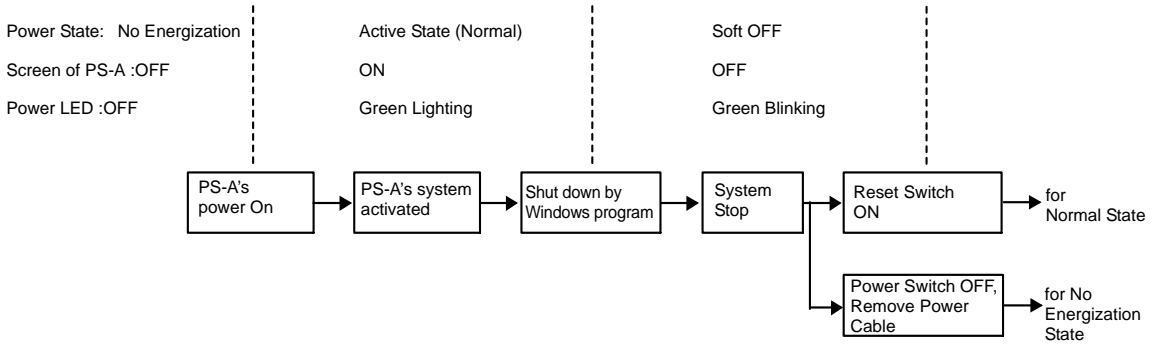 Power State: No Energization Active State (Normal) Soft OFF
Screen of PS-A :OFF ON OFF
Power LED :OFF Green Lighting Green Blinking
PS-A's
power On
PS-A's system
activated
Shut down by
Windows program
System
Stop
Reset Switch
ON
for
Normal State
Power Switch OFF,
Remove Power
Cable
for No
Energization
State